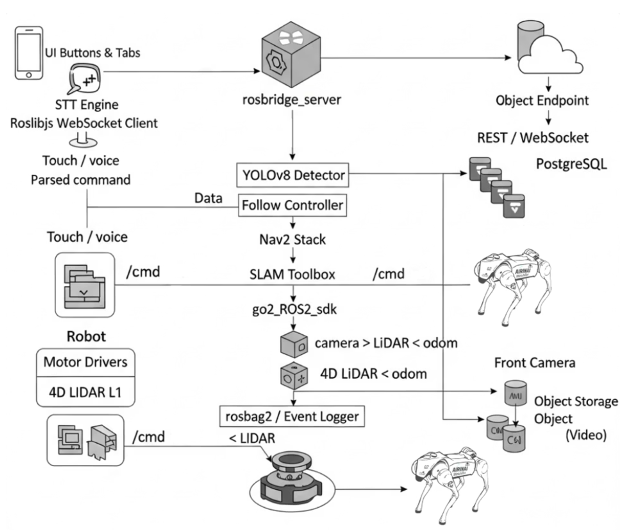 UI Buttons & Tabs
STT Engine
Roslibjs WebSocket Client
rosbridge_server
Object Endpoint
REST / WebSocket
PostgreSQL
Touch / voice
Parsed command
YOLOv8 Detector
Data
Follow Controller
Touch / voice
Nav2 Stack
/cmd
SLAM Toolbox
/cmd
go2_ROS2_sdk
Robot
camera > LiDAR < odom
Motor Drivers
4D LiDAR < odom
Front Camera
4D LIDAR L1
Object Storage
Object
(Video)
rosbag2 / Event Logger
/cmd
< LIDAR